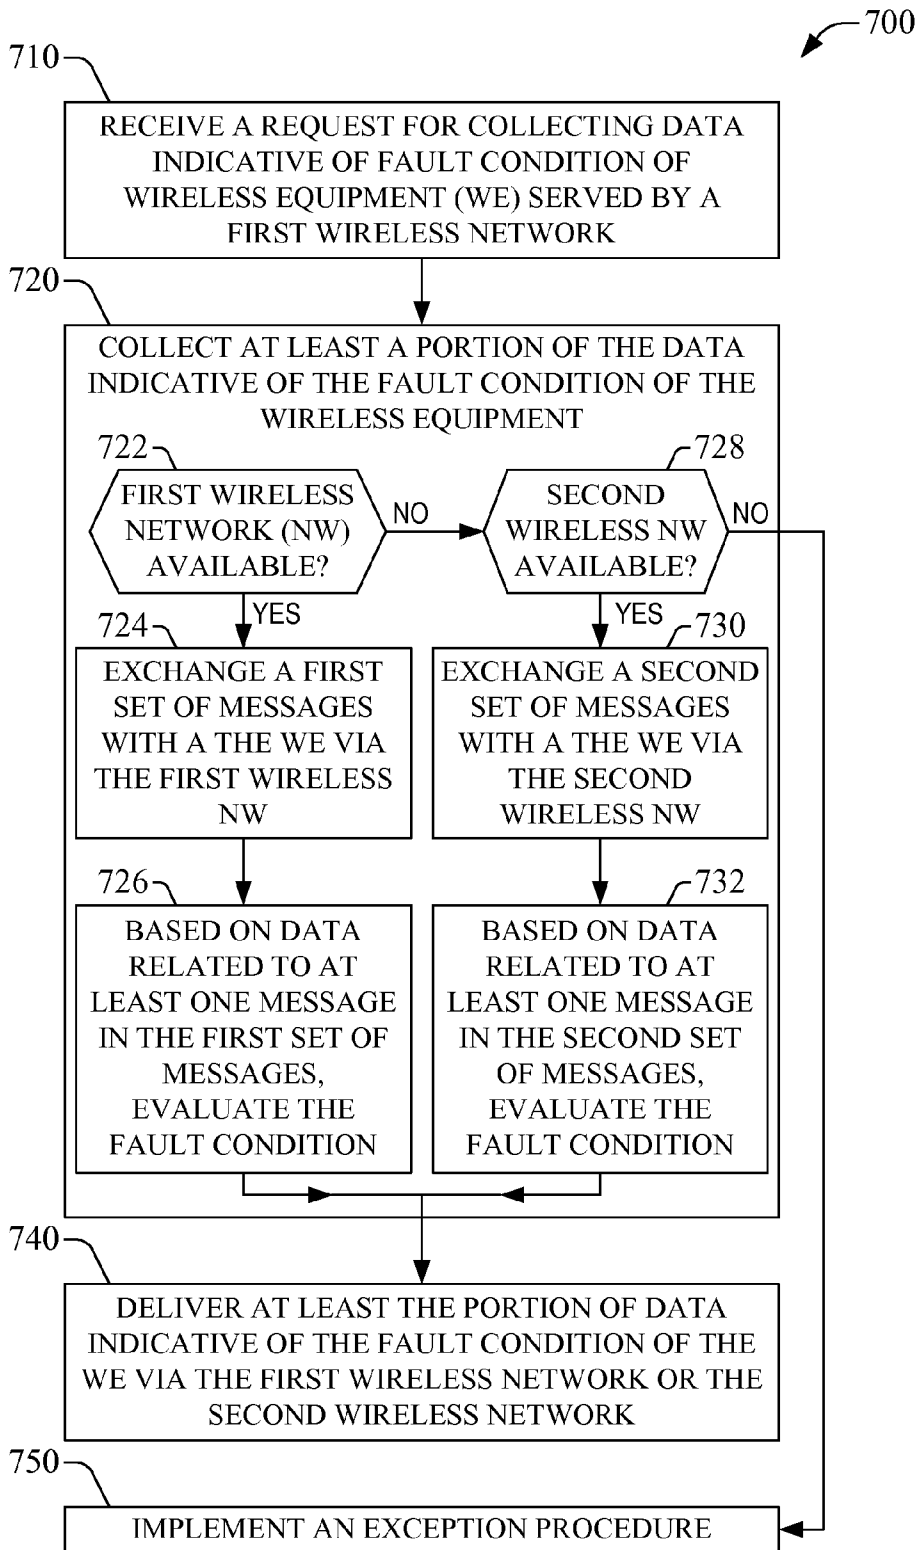 700
710
RECEIVE A REQUEST FOR COLLECTING DATA
INDICATIVE OF FAULT CONDITION OF
WIRELESS EQUIPMENT (WE) SERVED BY A
FIRST WIRELESS NETWORK
720
COLLECT AT LEAST A PORTION OF THE DATA
INDICATIVE OF THE FAULT CONDITION OF THE
WIRELESS EQUIPMENT
722
FIRST WIRELESS
NETWORK (NW)
AVAILABLE?
NO
728
SECOND
WIRELESS NW
AVAILABLE?
NO
YES
YES
724
EXCHANGE A FIRST
SET OF MESSAGES
WITH A THE WE VIA
THE FIRST WIRELESS
NW
730
EXCHANGE A SECOND
SET OF MESSAGES
WITH A THE WE VIA
THE SECOND
WIRELESS NW
726
BASED ON DATA
RELATED TO AT
LEAST ONE MESSAGE
IN THE FIRST SET OF
MESSAGES,
EVALUATE THE
FAULT CONDITION
732
BASED ON DATA
RELATED TO AT
LEAST ONE MESSAGE
IN THE SECOND SET
OF MESSAGES,
EVALUATE THE
FAULT CONDITION
740
DELIVER AT LEAST THE PORTION OF DATA
INDICATIVE OF THE FAULT CONDITION OF THE
WE VIA THE FIRST WIRELESS NETWORK OR THE
SECOND WIRELESS NETWORK
750
IMPLEMENT AN EXCEPTION PROCEDURE